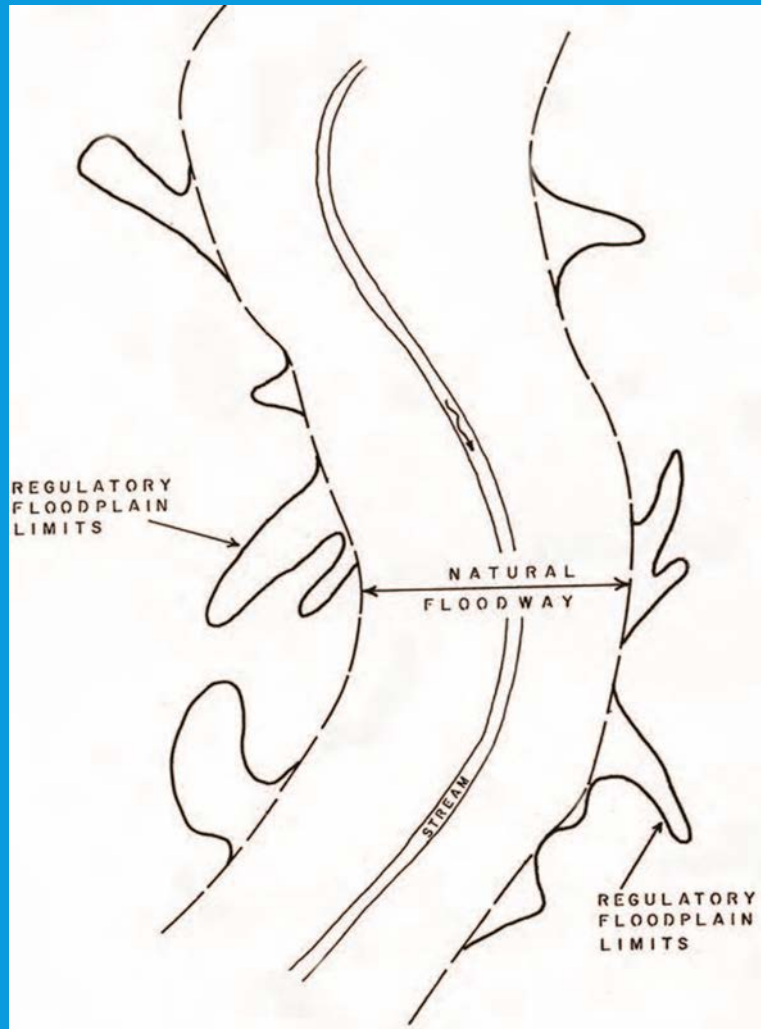 REGULATORY
FLOODPLAIN
LIMITS
NATURAL
FLOODWAY
STREAM
REGULATORY
FLOODPLAIN
LIMITS